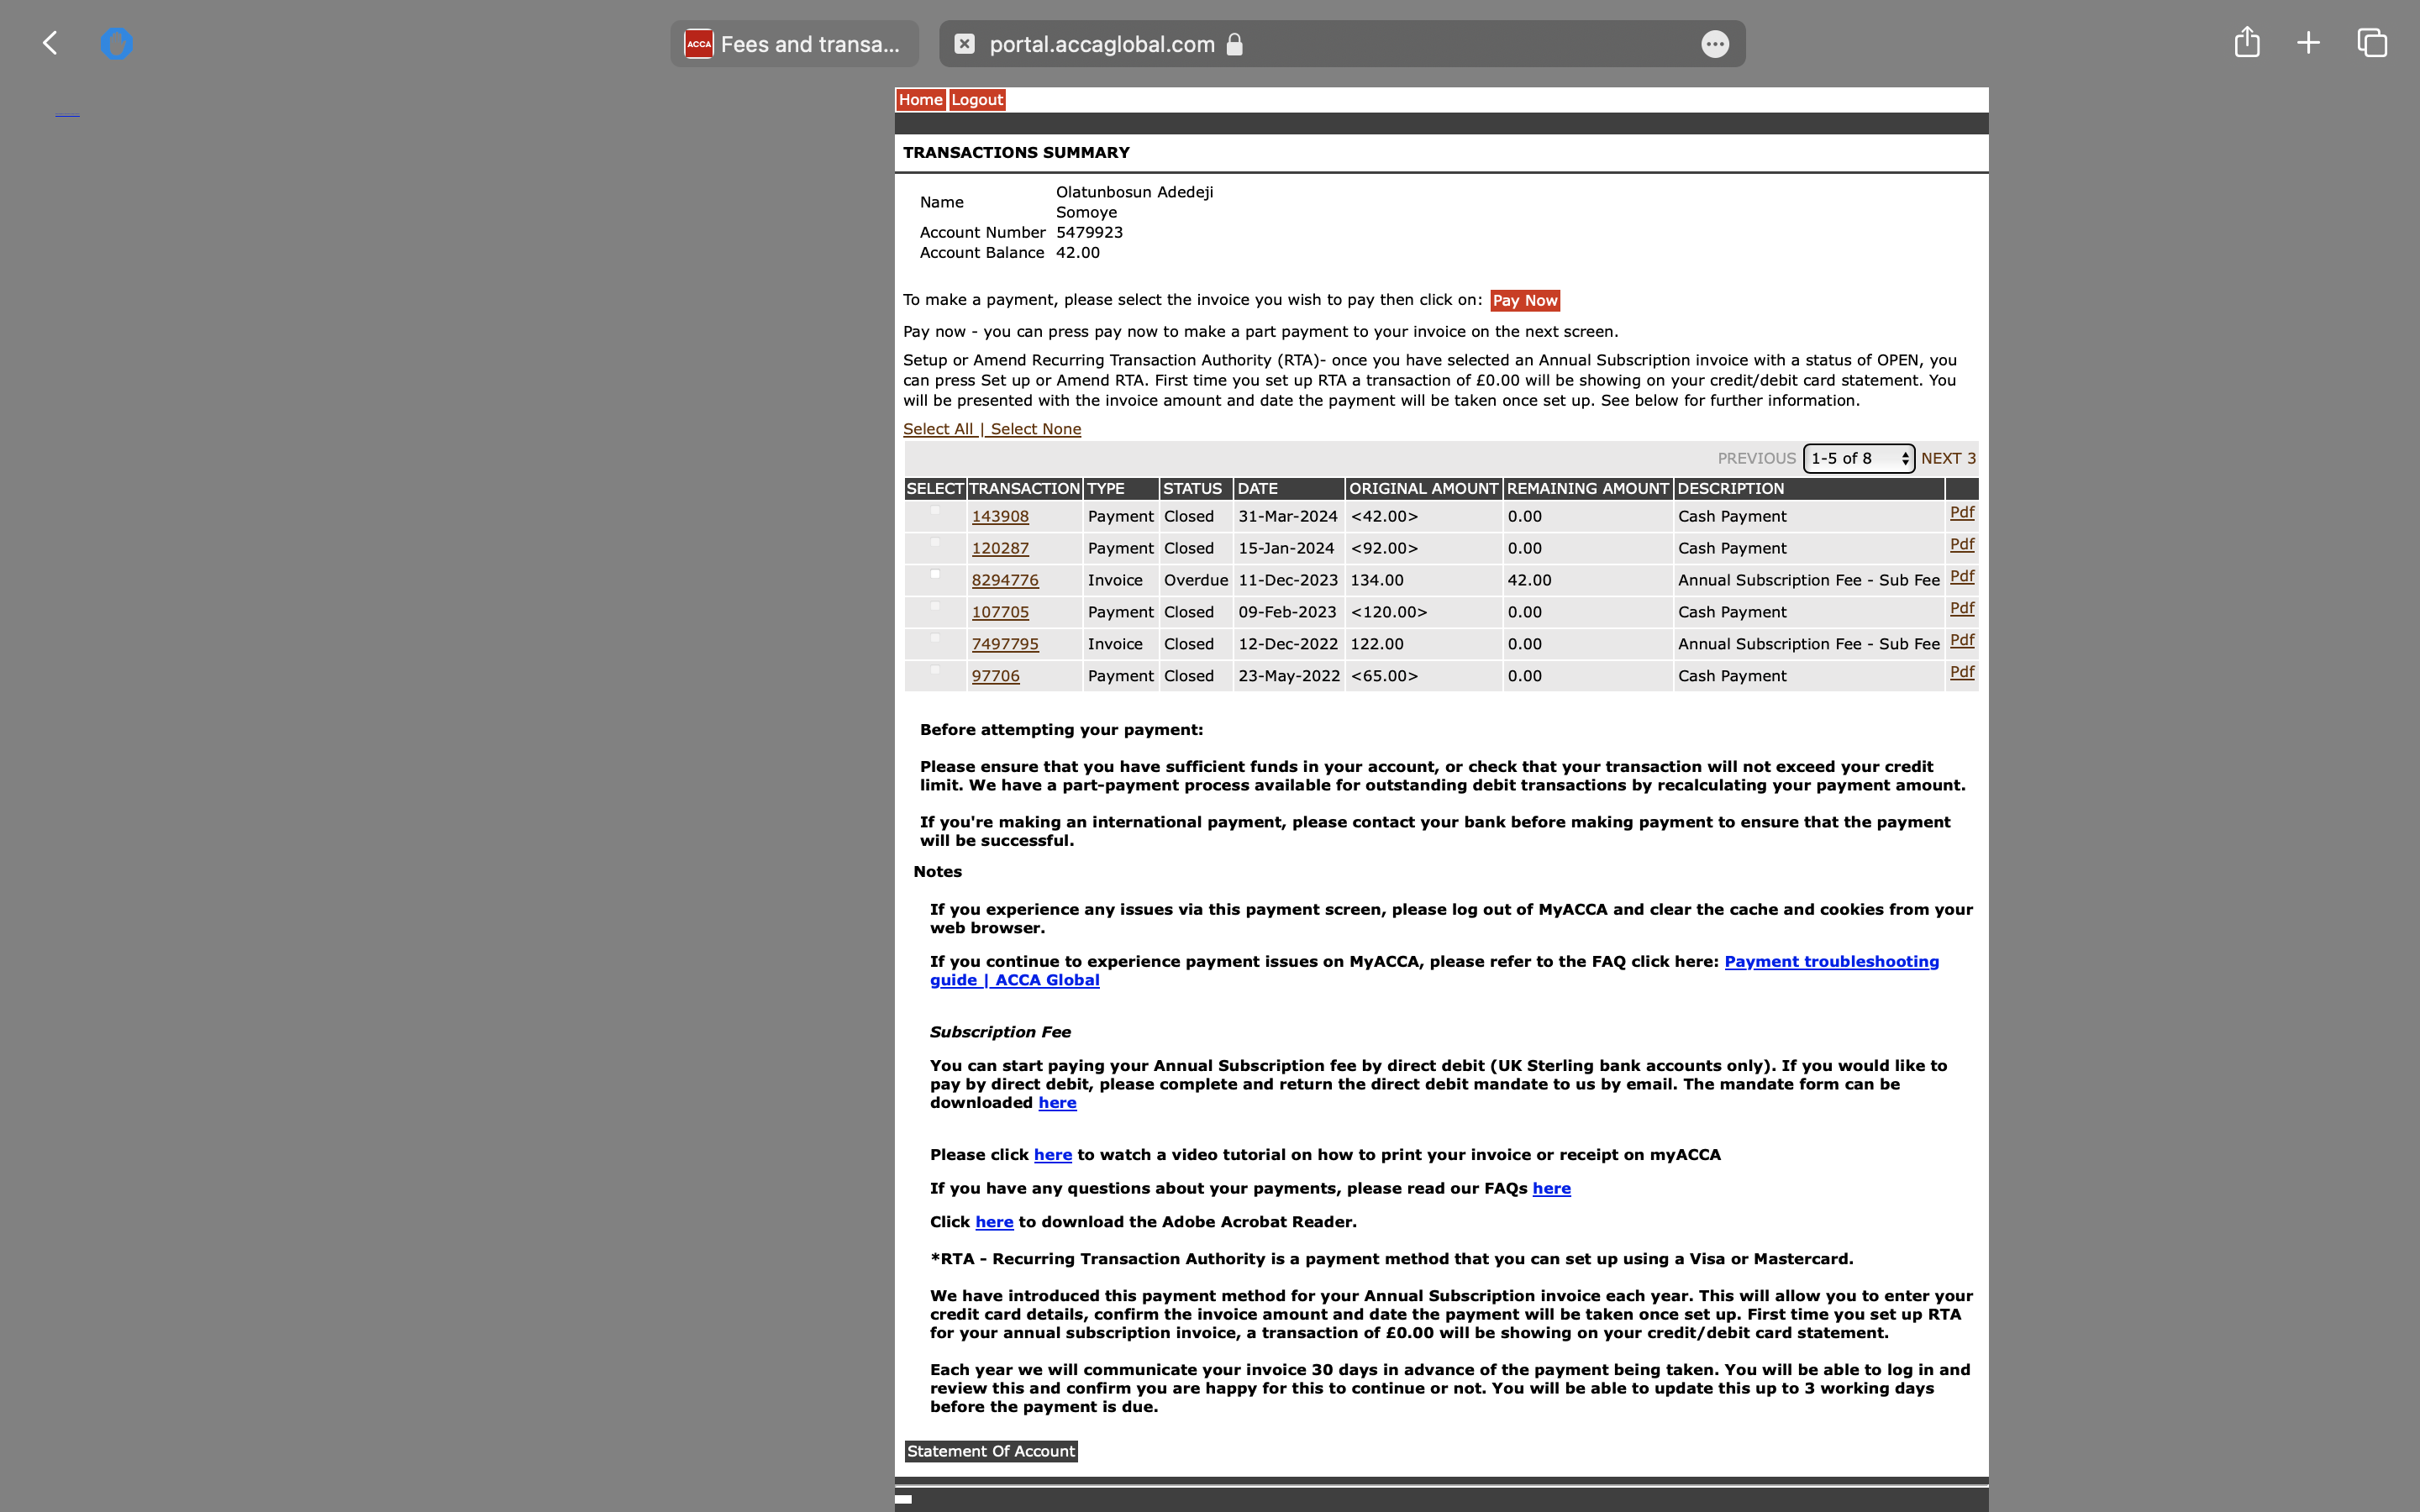 ACCA Fees and transa... portal.accaglobal.com
Home Logout
TRANSACTIONS SUMMARY
Name Olatunbosun Adedeji
Somoye
Account Number 5479923
Account Balance 42.00
To make a payment, please select the invoice you wish to pay then click on: Pay Now
Pay now - you can press pay now to make a part payment to your invoice on the next screen.
Setup or Amend Recurring Transaction Authority (RTA)- once you have selected an Annual Subscription invoice with a status of OPEN, you
can press Set up or Amend RTA. First time you set up RTA a transaction of £0.00 will be showing on your credit/debit card statement. You
will be presented with the invoice amount and date the payment will be taken once set up. See below for further information.
Select All | Select None
PREVIOUS 1-5 of 8 NEXT 3
SELECT TRANSACTION TYPE STATUS DATE ORIGINAL AMOUNT REMAINING AMOUNT DESCRIPTION
143908 Payment Closed 31-Mar-2024 <42.00> 0.00 Cash Payment Pdf
120287 Payment Closed 15-Jan-2024 <92.00> 0.00 Cash Payment Pdf
8294776 Invoice Overdue 11-Dec-2023 134.00 42.00 Annual Subscription Fee - Sub Fee Pdf
107705 Payment Closed 09-Feb-2023 <120.00> 0.00 Cash Payment Pdf
7497795 Invoice Closed 12-Dec-2022 122.00 0.00 Annual Subscription Fee - Sub Fee Pdf
97706 Payment Closed 23-May-2022 <65.00> 0.00 Cash Payment Pdf
Before attempting your payment:
Please ensure that you have sufficient funds in your account, or check that your transaction will not exceed your credit
limit. We have a part-payment process available for outstanding debit transactions by recalculating your payment amount.
If you're making an international payment, please contact your bank before making payment to ensure that the payment
will be successful.
Notes
If you experience any issues via this payment screen, please log out of MyACCA and clear the cache and cookies from your
web browser.
If you continue to experience payment issues on MyACCA, please refer to the FAQ click here: Payment troubleshooting
guide | ACCA Global
Subscription Fee
You can start paying your Annual Subscription fee by direct debit (UK Sterling bank accounts only). If you would like to
pay by direct debit, please complete and return the direct debit mandate to us by email. The mandate form can be
downloaded here
Please click here to watch a video tutorial on how to print your invoice or receipt on myACCA
If you have any questions about your payments, please read our FAQs here
Click here to download the Adobe Acrobat Reader.
*RTA - Recurring Transaction Authority is a payment method that you can set up using a Visa or Mastercard.
We have introduced this payment method for your Annual Subscription invoice each year. This will allow you to enter your
credit card details, confirm the invoice amount and date the payment will be taken once set up. First time you set up RTA
for your annual subscription invoice, a transaction of £0.00 will be showing on your credit/debit card statement.
Each year we will communicate your invoice 30 days in advance of the payment being taken. You will be able to log in and
review this and confirm you are happy for this to continue or not. You will be able to update this up to 3 working days
before the payment is due.
Statement Of Account